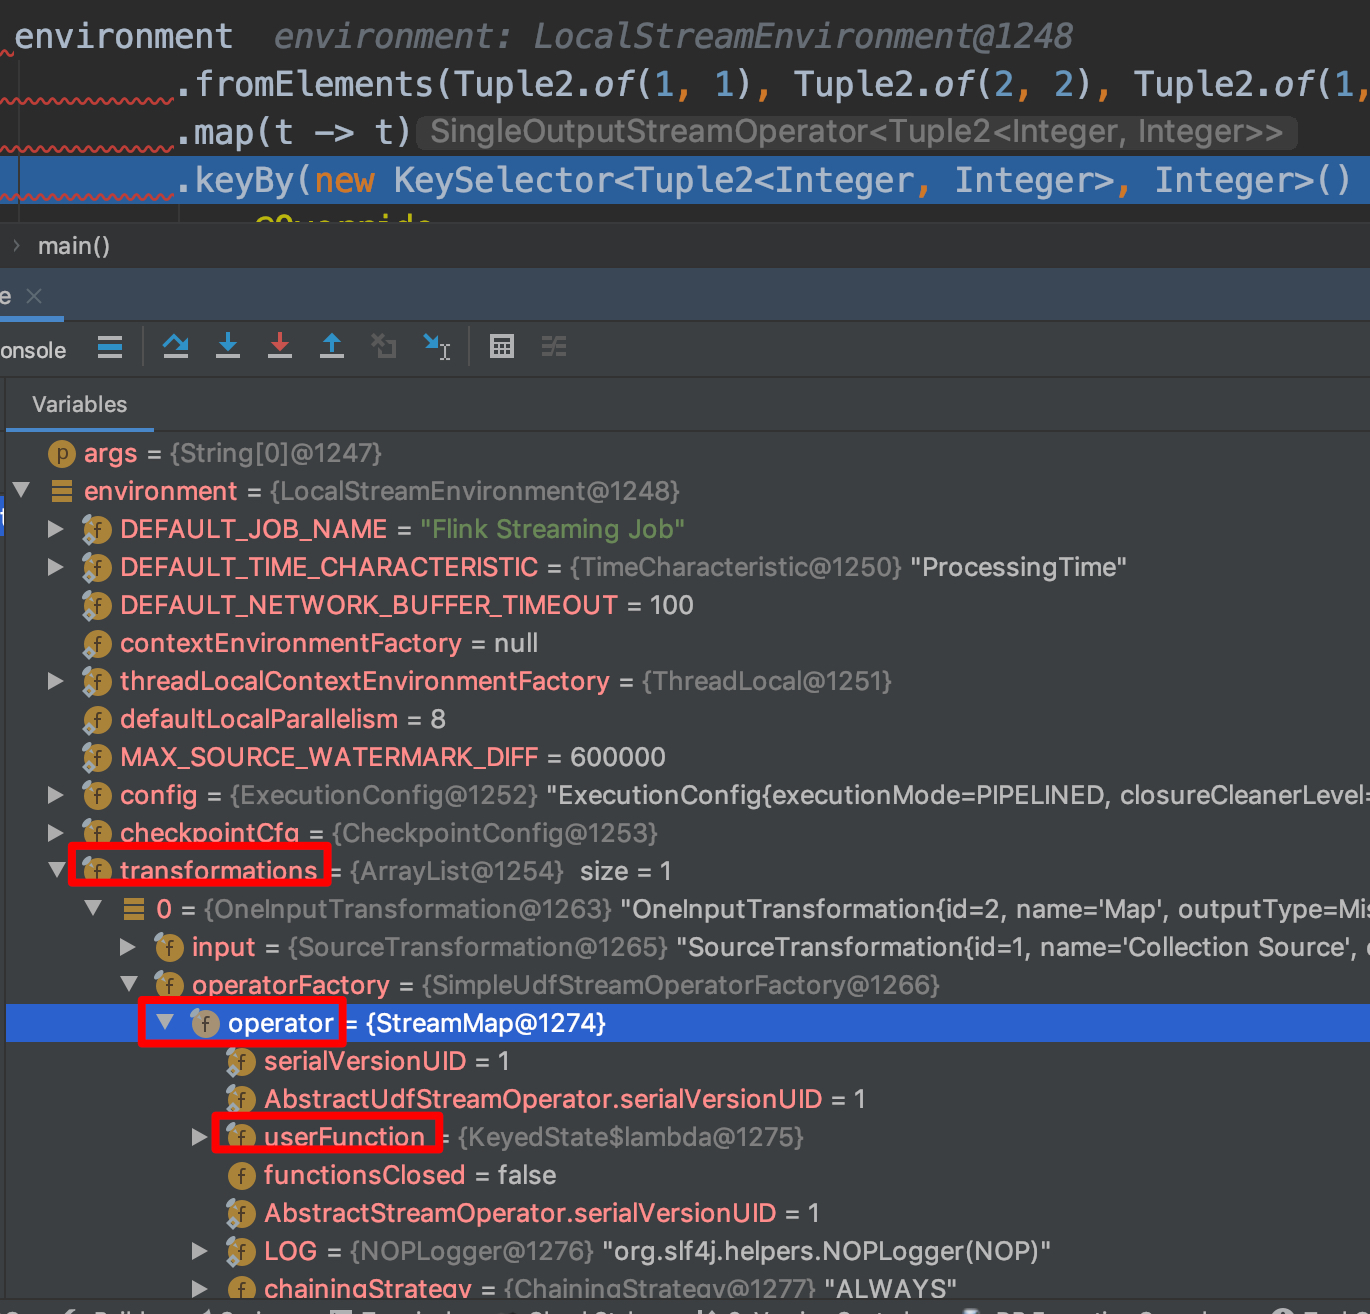 environment environment: LocalStreamEnvironment@1248
.fromElements(Tuple2.of(1, 1), Tuple2.of(2, 2), Tuple2.of(1,
.map(t -> t) SingleOutputStreamOperator<Tuple2<Integer, Integer>>
.keyBy(new KeySelector<Tuple2<Integer, Integer>, Integer>()
@Override
main()
e
onsole
Variables
p args = {String[0]@1247}
environment = {LocalStreamEnvironment@1248}
f DEFAULT_JOB_NAME = "Flink Streaming Job"
f DEFAULT_TIME_CHARACTERISTIC = {TimeCharacteristic@1250} "ProcessingTime"
f DEFAULT_NETWORK_BUFFER_TIMEOUT = 100
f contextEnvironmentFactory = null
f threadLocalContextEnvironmentFactory = {ThreadLocal@1251}
f defaultLocalParallelism = 8
f MAX_SOURCE_WATERMARK_DIFF = 600000
f config = {ExecutionConfig@1252} "ExecutionConfig{executionMode=PIPELINED, closureCleanerLevel=
f checkpointCfg = {CheckpointConfig@1253}
f transformations = {ArrayList@1254} size = 1
0 = {OneInputTransformation@1263} "OneInputTransformation{id=2, name='Map', outputType=Mis
f input = {SourceTransformation@1265} "SourceTransformation{id=1, name='Collection Source',
f operatorFactory = {SimpleUdfStreamOperatorFactory@1266}
f operator = {StreamMap@1274}
f serialVersionUID = 1
f AbstractUdfStreamOperator.serialVersionUID = 1
f userFunction = {KeyedState$lambda@1275}
f functionsClosed = false
f AbstractStreamOperator.serialVersionUID = 1
f LOG = {NOPLogger@1276} "org.slf4j.helpers.NOPLogger(NOP)"
f chainingStrategy = {ChainingStrategy@1277} "ALWAYS"